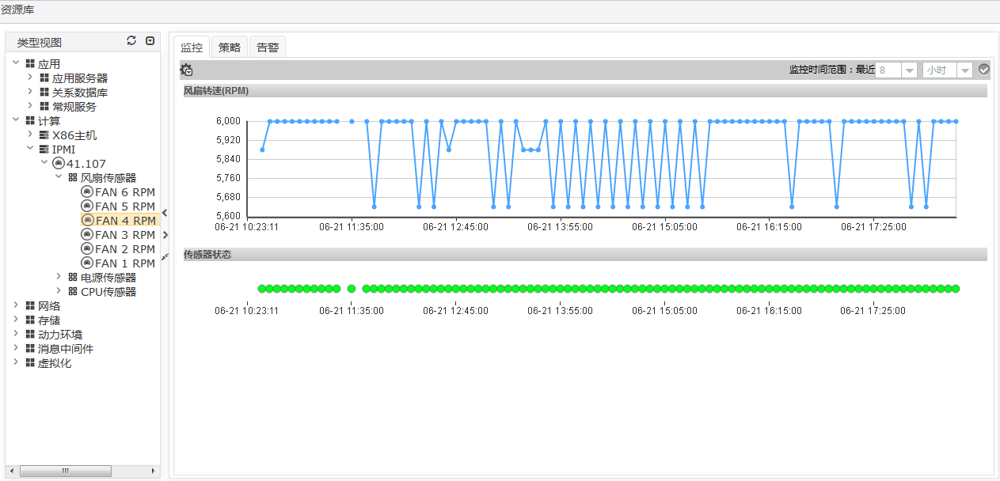 资源库
类型视图
应用
应用服务器
关系数据库
常规服务
计算
X86主机
IPMI
41.107
风扇传感器
FAN 6 RPM
FAN 5 RPM
FAN 4 RPM
FAN 3 RPM
FAN 2 RPM
FAN 1 RPM
电源传感器
CPU传感器
网络
存储
动力环境
消息中间件
虚拟化
监控 策略 告警
监控时间范围：最近 8 小时
风扇转速(RPM)
6,000
5,920
5,840
5,760
5,680
5,600
06-21 10:23:11 06-21 11:35:00 06-21 12:45:00 06-21 13:55:00 06-21 15:05:00 06-21 16:15:00 06-21 17:25:00
传感器状态
06-21 10:23:11 06-21 11:35:00 06-21 12:45:00 06-21 13:55:00 06-21 15:05:00 06-21 16:15:00 06-21 17:25:00